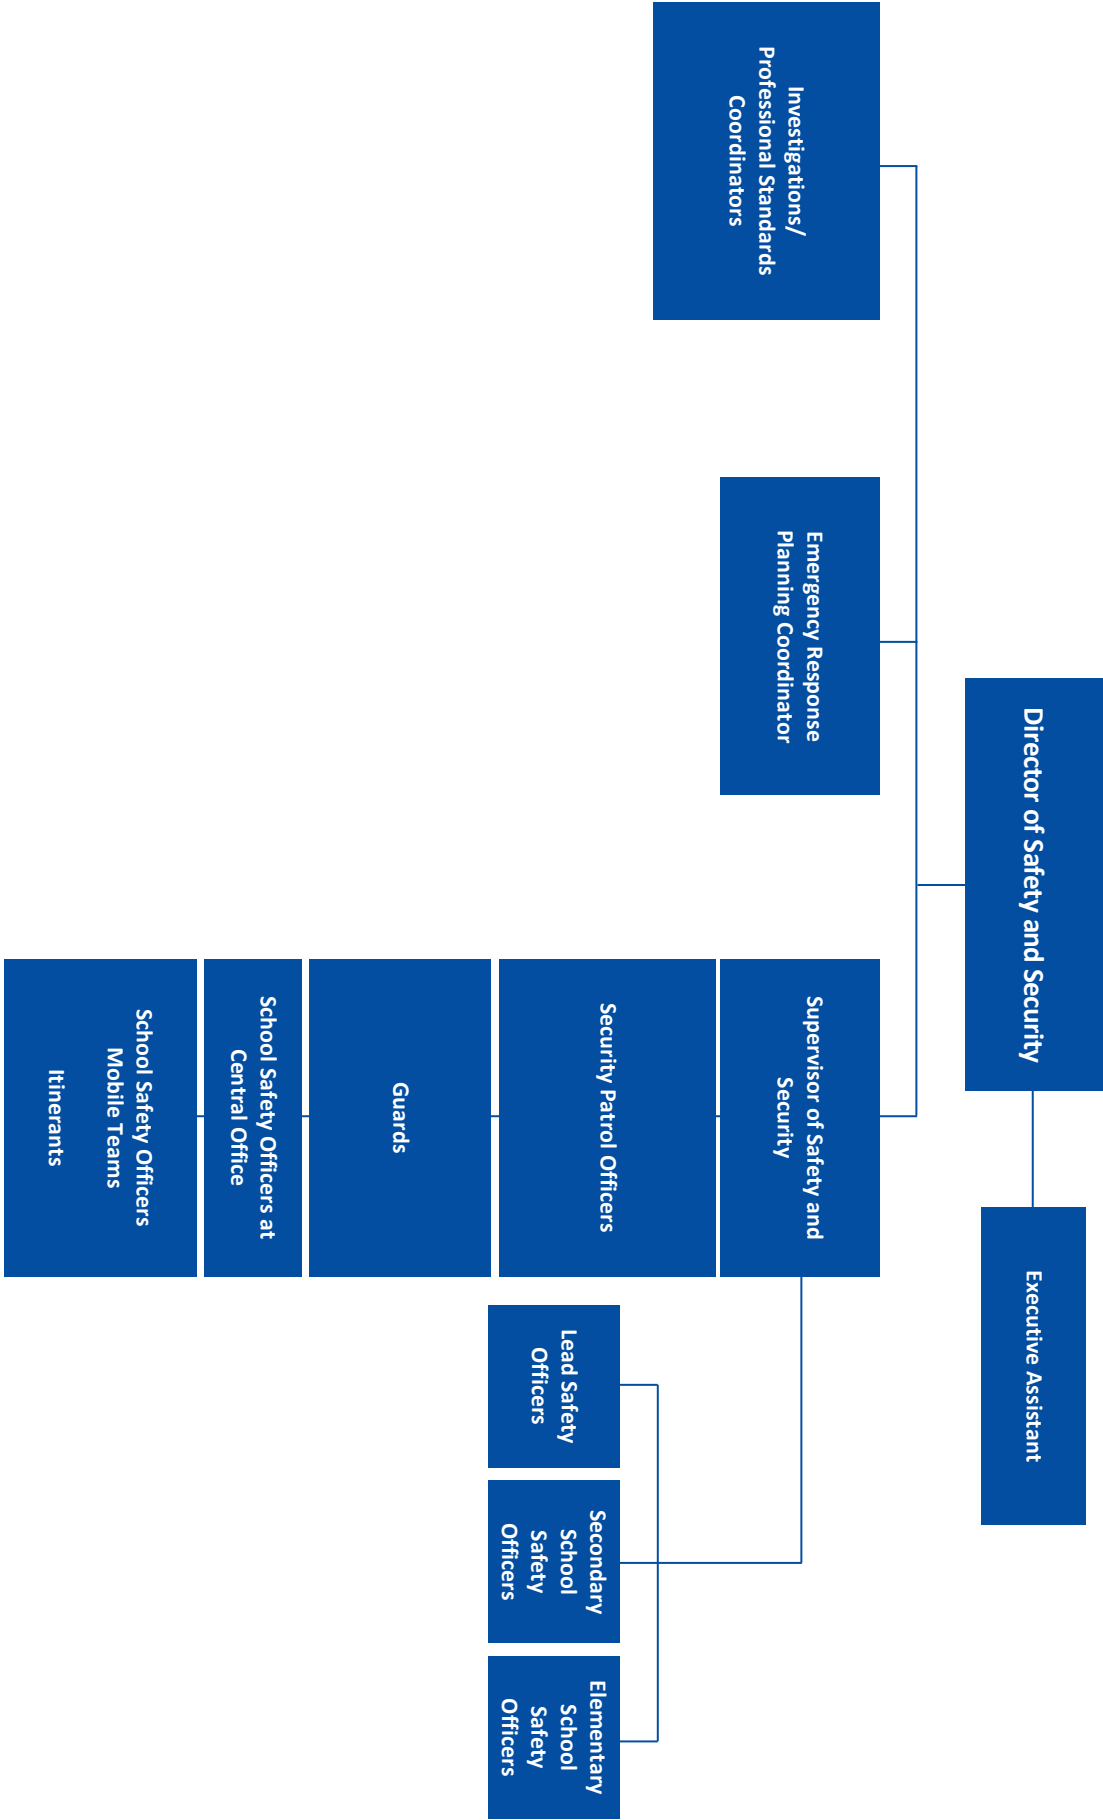 Director of Safety and Security
Executive Assistant
Investigations/
Professional Standards
Coordinators
Emergency Response
Planning Coordinator
Supervisor of Safety and
Security
Security Patrol Officers
Guards
School Safety Officers at
Central Office
School Safety Officers
Mobile Teams
Itinerants
Lead Safety
Officers
Secondary
School
Safety
Officers
Elementary
School
Safety
Officers